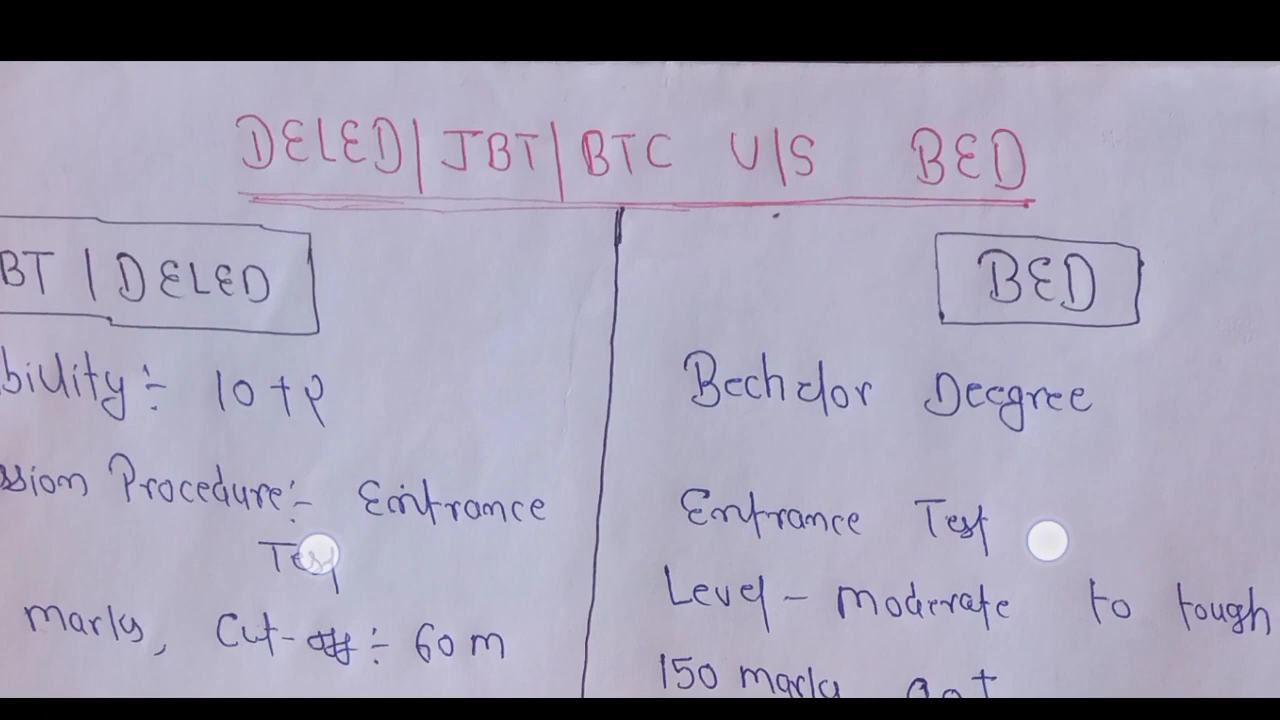 DELED/JBT/BTC V/S BED
BT / DELED
bility:- 10+2
ssion Procedure:- Entrance
Test
marks, Cut-off:- 60 m
BED
Bechelor Deegree
Entrance Test
Level - Moderate to tough
150 marks